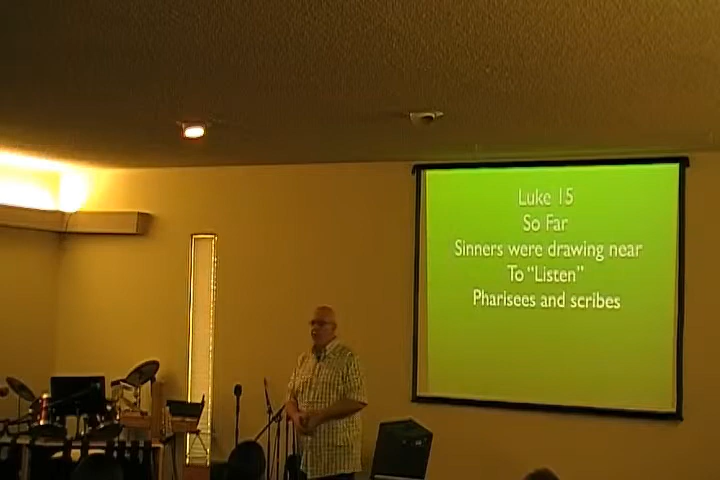 Luke 15
So Far
Sinners were drawing near
To “Listen”
Pharisees and scribes